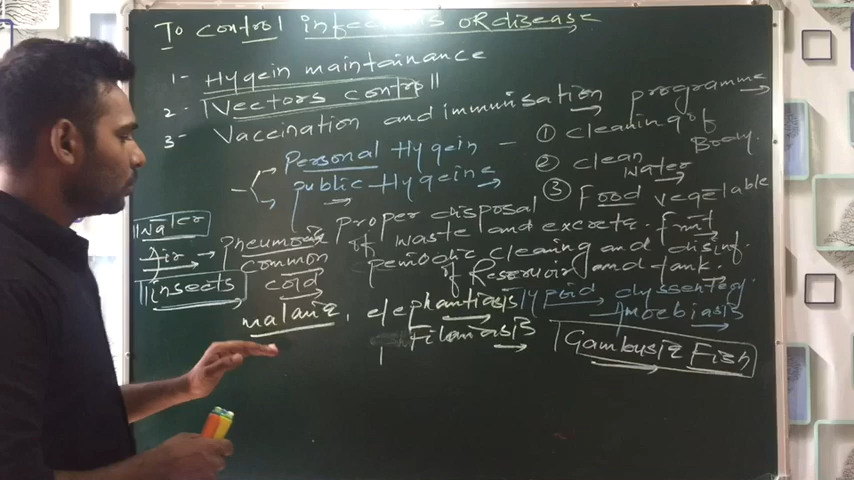 To control infections OR disease
1- Hygein maintainance
2- Vectors control
3- Vaccination and immunisation programme
Personal Hygein - ① cleaning of Body.
② clean water
public Hygeine
③ Food vegetable fruit
proper disposal of waste and excreta.
periodic cleaning and disinf. of Reservoir and tank.
Water
Air - pneumonia common cold
insects
malaria, elephantiasis
Filariasis
Typoid dyssentery
Amoebiasis
Gambusia Fish